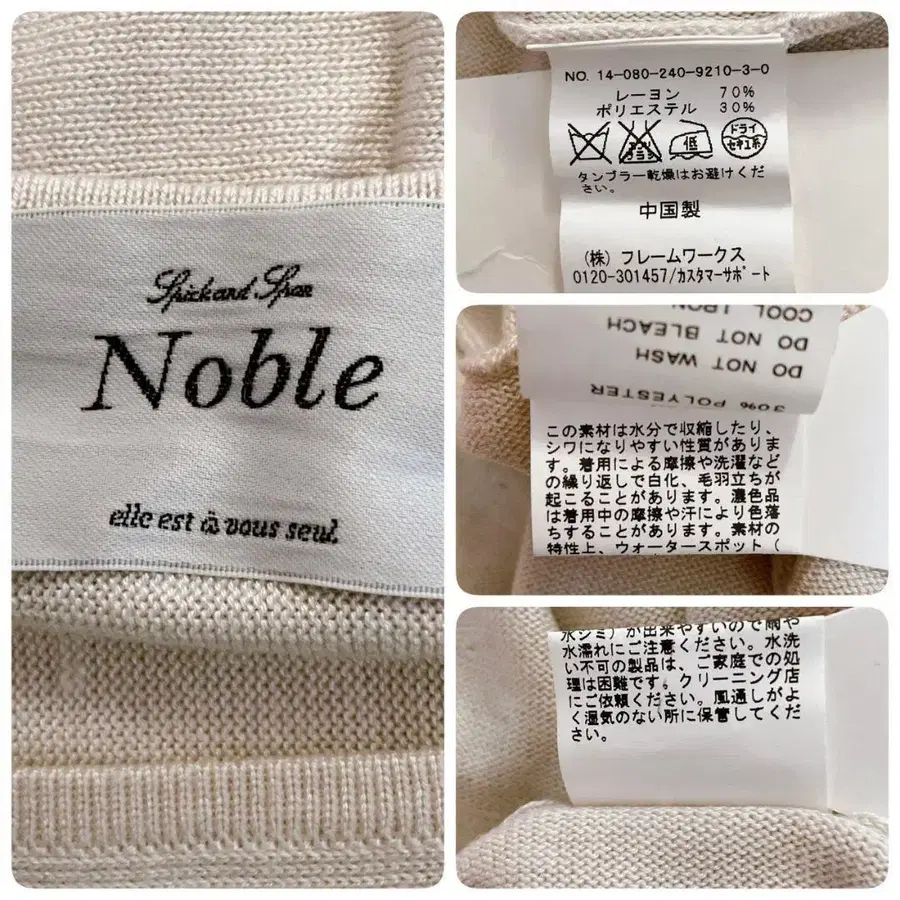 Spick and Span
Noble
elle est à vous seul.
NO. 14-080-240-9210-3-0
レーヨン 70%
ポリエステル 30%
低
ドライ
セキユ系
タンブラー乾燥はお避けくだ
さい。
中国製
(株) フレームワークス
0120-301457/カスタマーサポート
30% POLYESTER
DO NOT WASH
DO NOT BLEACH
COOL IRON
この素材は水分で収縮したり、
シワになりやすい性質がありま
す。着用による摩擦や洗濯など
の繰り返しで白化、毛羽立ちが
起こることがあります。濃色品
は着用中の摩擦や汗により色落
ちすることがあります。素材の
特性上、ウォータースポット(
水シミ)が出来やすいので雨や
水濡れにご注意ください。水洗
い不可の製品は、ご家庭での処
理は困難です。クリーニング店
にご依頼ください。風通しがよ
く湿気のない所に保管してくだ
さい。